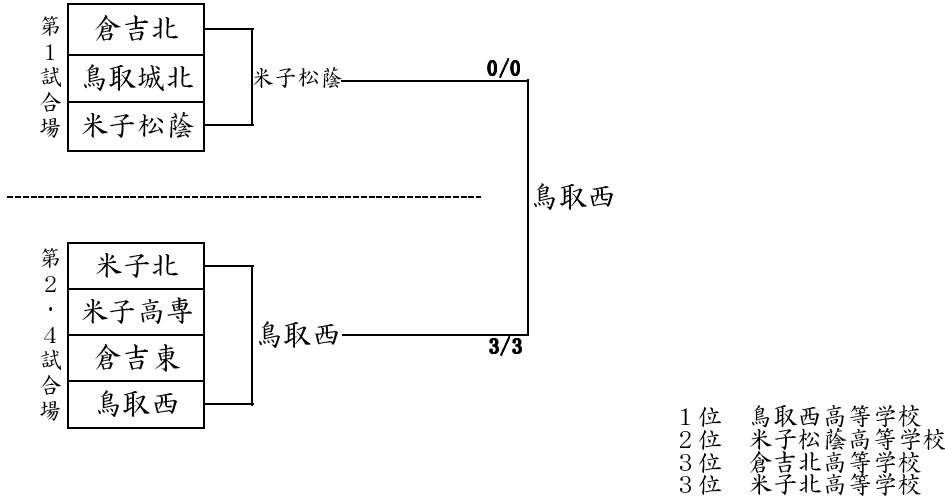 第1試合場
倉吉北
鳥取城北
米子松蔭
米子松蔭
0/0
鳥取西
第2・4試合場
米子北
米子高専
倉吉東
鳥取西
鳥取西
3/3
1位 鳥取西高等学校
2位 米子松蔭高等学校
3位 倉吉北高等学校
3位 米子北高等学校